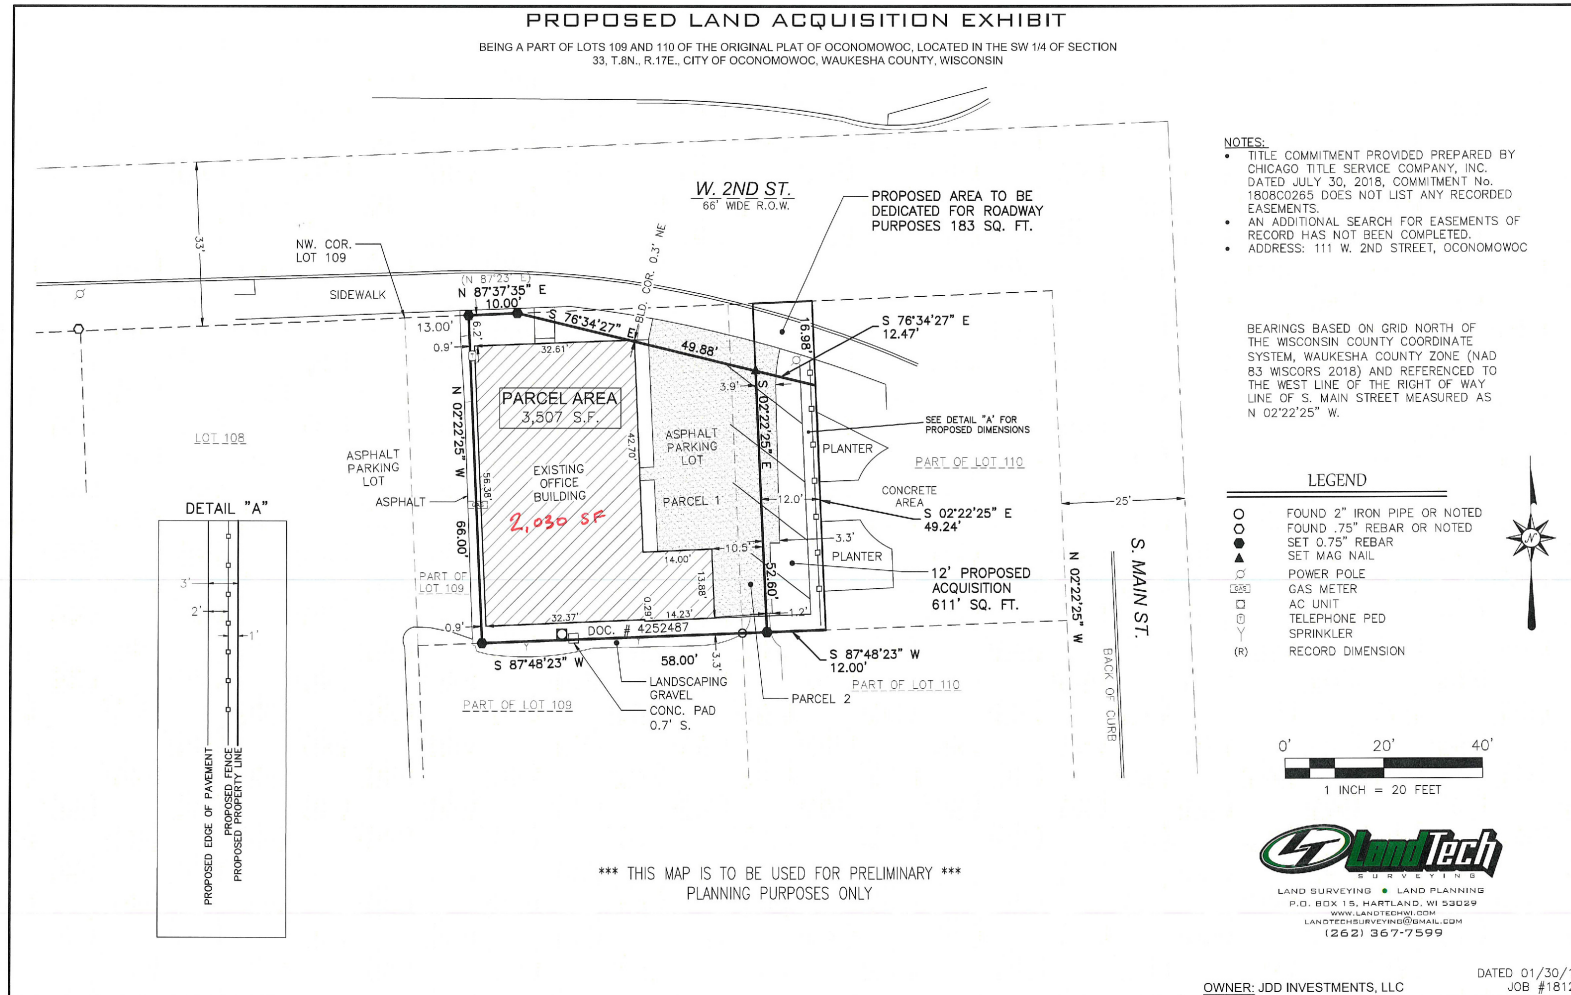 PROPOSED LAND ACQUISITION EXHIBIT
BEING A PART OF LOTS 109 AND 110 OF THE ORIGINAL PLAT OF OCONOMOWOC, LOCATED IN THE SW 1/4 OF SECTION
33, T.8N., R.17E., CITY OF OCONOMOWOC, WAUKESHA COUNTY, WISCONSIN
NOTES:
• TITLE COMMITMENT PROVIDED PREPARED BY
CHICAGO TITLE SERVICE COMPANY, INC.
DATED JULY 30, 2018, COMMITMENT No.
1808C0265 DOES NOT LIST ANY RECORDED
EASEMENTS.
• AN ADDITIONAL SEARCH FOR EASEMENTS OF
RECORD HAS NOT BEEN COMPLETED.
• ADDRESS: 111 W. 2ND STREET, OCONOMOWOC
W. 2ND ST.
66' WIDE R.O.W.
PROPOSED AREA TO BE
DEDICATED FOR ROADWAY
PURPOSES 183 SQ. FT.
33'
NW. COR.
LOT 109
SIDEWALK
(N 87°23' E)
N 87°37'35" E
10.00'
BLD. COR. 0.3' NE
S 76°34'27" E
49.88'
16.98'
S 76°34'27" E
12.47'
13.00'
6.2'
0.9'
32.61'
3.9'
BEARINGS BASED ON GRID NORTH OF
THE WISCONSIN COUNTY COORDINATE
SYSTEM, WAUKESHA COUNTY ZONE (NAD
83 WISCORS 2018) AND REFERENCED TO
THE WEST LINE OF THE RIGHT OF WAY
LINE OF S. MAIN STREET MEASURED AS
N 02°22'25" W.
PARCEL AREA
3,507 S.F.
N 02°22'25" W
66.00'
56.38'
42.70'
S 02°22'25" E
52.60'
SEE DETAIL "A" FOR
PROPOSED DIMENSIONS
LOT 108
ASPHALT
PARKING
LOT
ASPHALT
GAS
EXISTING
OFFICE
BUILDING
2,030 SF
ASPHALT
PARKING
LOT
PARCEL 1
PLANTER
PART OF LOT 110
CONCRETE
AREA
12.0'
S 02°22'25" E
49.24'
25'
3.3'
PLANTER
10.5'
14.00'
13.88'
12' PROPOSED
ACQUISITION
611' SQ. FT.
PART OF
LOT 109
0.9'
32.37'
0.29'
14.23'
1.2'
DOC. # 4252487
S 87°48'23" W
58.00'
3.3'
S 87°48'23" W
12.00'
LANDSCAPING
GRAVEL
CONC. PAD
0.7' S.
PARCEL 2
PART OF LOT 110
PART OF LOT 109
N 02°22'25" W
S. MAIN ST.
BACK OF CURB
DETAIL "A"
3'
2'
1'
PROPOSED EDGE OF PAVEMENT
PROPOSED FENCE
PROPOSED PROPERTY LINE
LEGEND
FOUND 2" IRON PIPE OR NOTED
FOUND .75" REBAR OR NOTED
SET 0.75" REBAR
SET MAG NAIL
POWER POLE
GAS
GAS METER
AC UNIT
TELEPHONE PED
SPRINKLER
(R) RECORD DIMENSION
N
0' 20' 40'
1 INCH = 20 FEET
*** THIS MAP IS TO BE USED FOR PRELIMINARY ***
PLANNING PURPOSES ONLY
LT LandTech
SURVEYING
LAND SURVEYING • LAND PLANNING
P.O. BOX 15, HARTLAND, WI 53029
WWW.LANDTECHWI.COM
LANDTECHSURVEYING@GMAIL.COM
(262) 367-7599
DATED 01/30/1
OWNER: JDD INVESTMENTS, LLC
JOB #1812